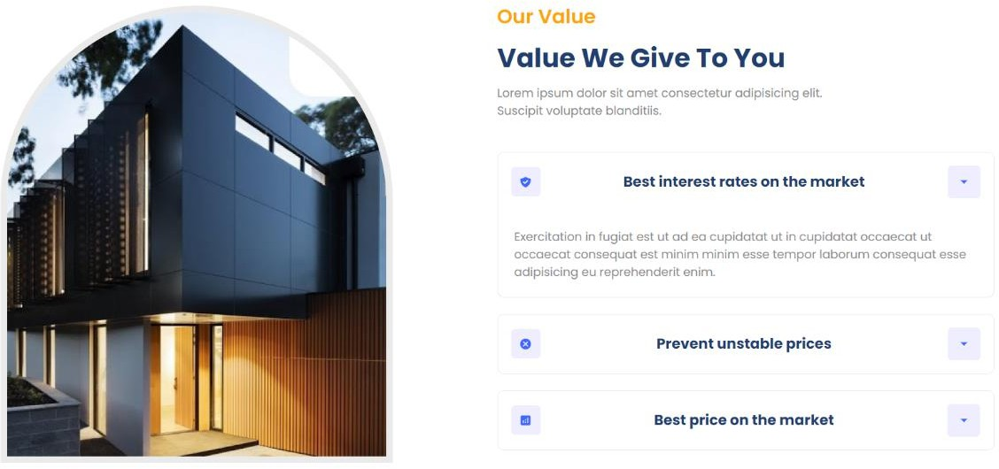 Our Value
Value We Give To You
Lorem ipsum dolor sit amet consectetur adipisicing elit.
Suscipit voluptate blanditiis.
Best interest rates on the market
Exercitation in fugiat est ut ad ea cupidatat ut in cupidatat occaecat ut
occaecat consequat est minim minim esse tempor laborum consequat esse
adipisicing eu reprehenderit enim.
Prevent unstable prices
Best price on the market